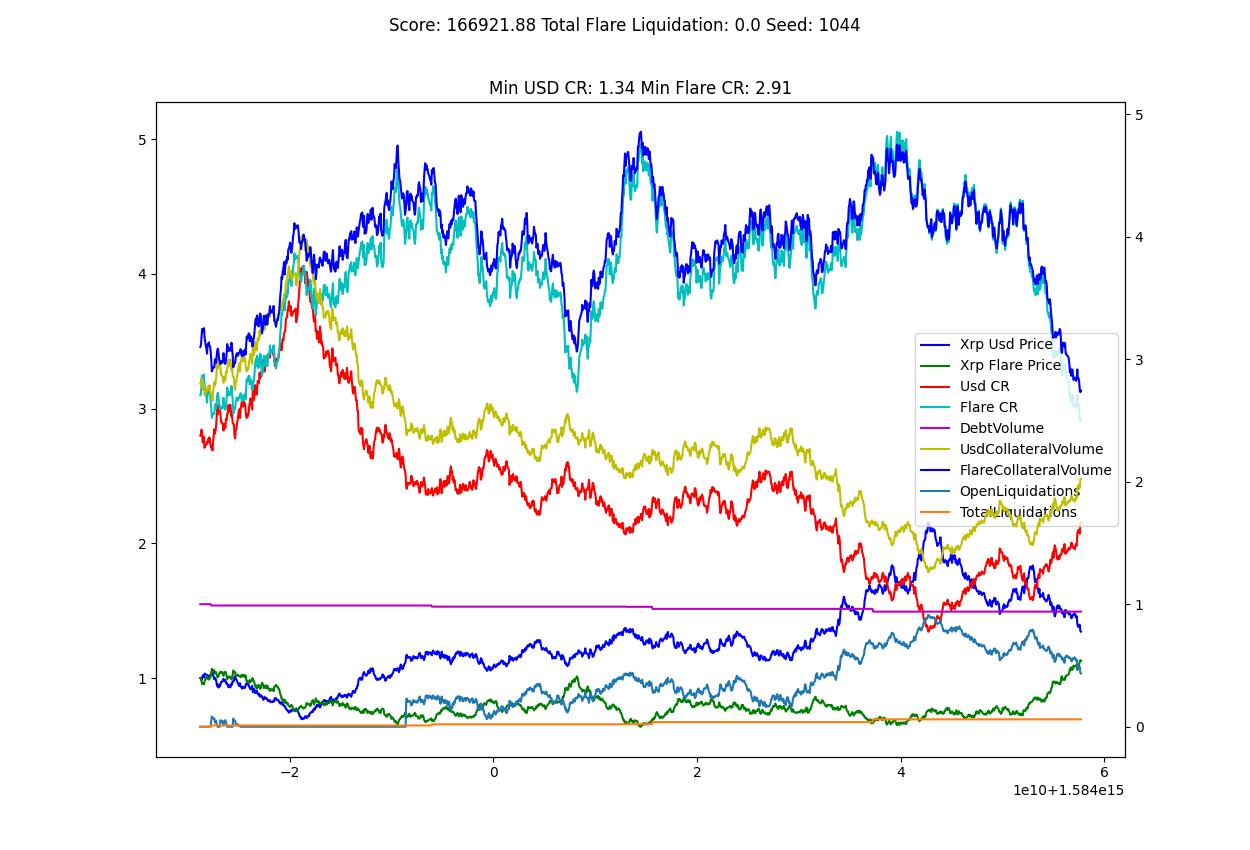 Score: 166921.88 Total Flare Liquidation: 0.0 Seed: 1044
Min USD CR: 1.34 Min Flare CR: 2.91
5
4
3
2
1
5
4
3
2
1
0
Xrp Usd Price
Xrp Flare Price
Usd CR
Flare CR
DebtVolume
UsdCollateralVolume
FlareCollateralVolume
OpenLiquidations
TotalLiquidations
−2 0 2 4 6
1e10+1.584e15